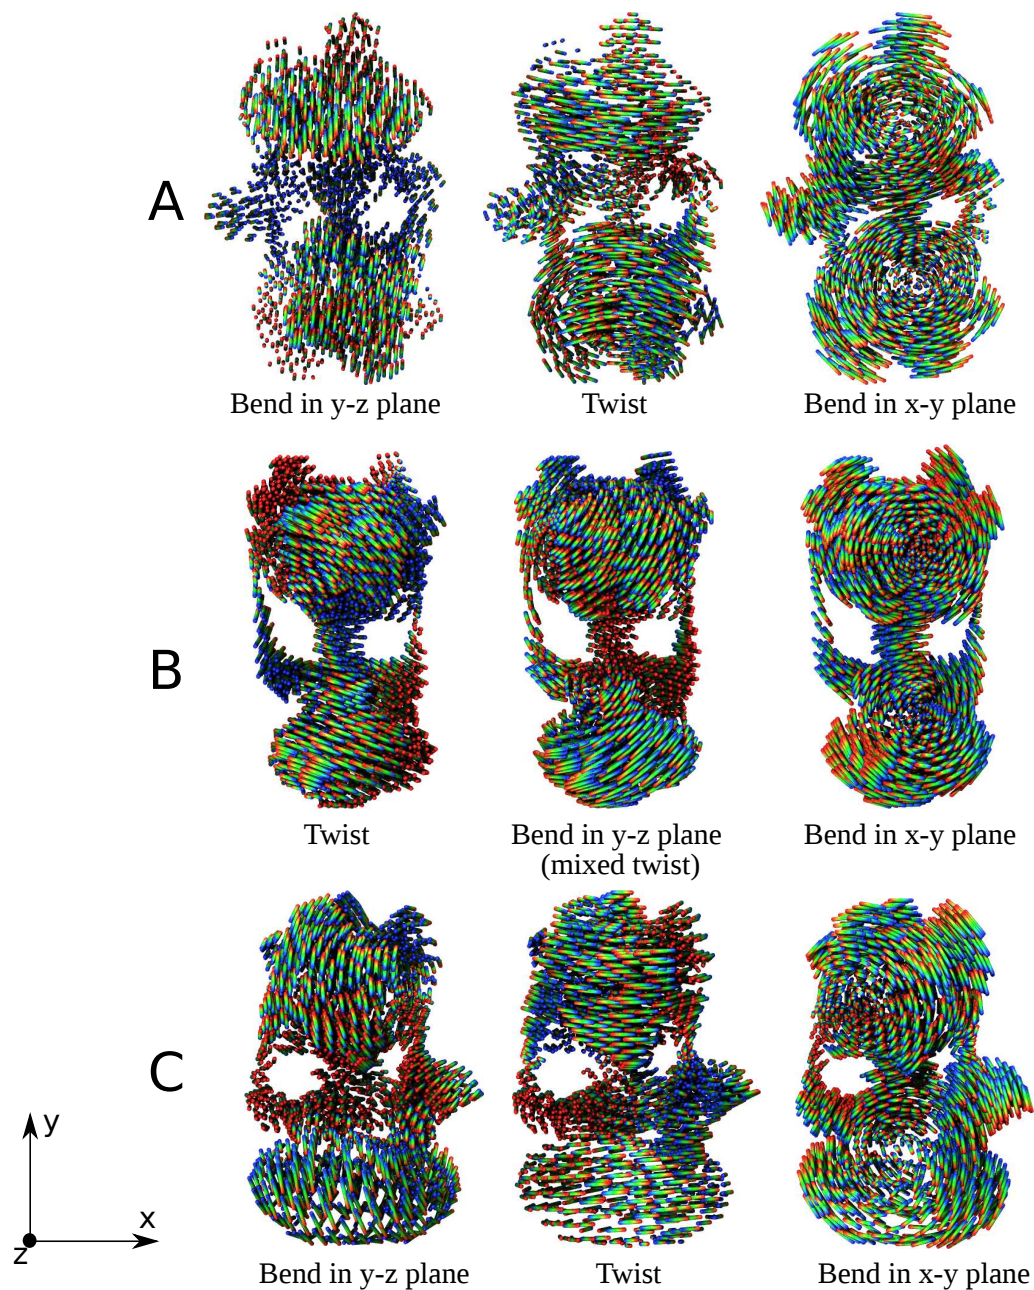 A
Bend in y-z plane
Twist
Bend in x-y plane
B
Twist
Bend in y-z plane
(mixed twist)
Bend in x-y plane
C
y
x
z
Bend in y-z plane
Twist
Bend in x-y plane